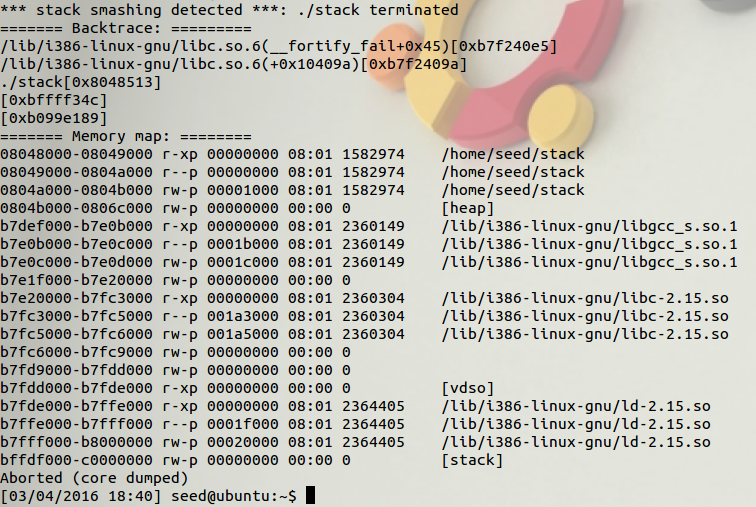 *** stack smashing detected ***: ./stack terminated
======= Backtrace: =========
/lib/i386-linux-gnu/libc.so.6(__fortify_fail+0x45)[0xb7f240e5]
/lib/i386-linux-gnu/libc.so.6(+0x10409a)[0xb7f2409a]
./stack[0x8048513]
[0xbffff34c]
[0xb099e189]
======= Memory map: ========
08048000-08049000 r-xp 00000000 08:01 1582974    /home/seed/stack
08049000-0804a000 r--p 00000000 08:01 1582974    /home/seed/stack
0804a000-0804b000 rw-p 00001000 08:01 1582974    /home/seed/stack
0804b000-0806c000 rw-p 00000000 00:00 0          [heap]
b7def000-b7e0b000 r-xp 00000000 08:01 2360149    /lib/i386-linux-gnu/libgcc_s.so.1
b7e0b000-b7e0c000 r--p 0001b000 08:01 2360149    /lib/i386-linux-gnu/libgcc_s.so.1
b7e0c000-b7e0d000 rw-p 0001c000 08:01 2360149    /lib/i386-linux-gnu/libgcc_s.so.1
b7e1f000-b7e20000 rw-p 00000000 00:00 0
b7e20000-b7fc3000 r-xp 00000000 08:01 2360304    /lib/i386-linux-gnu/libc-2.15.so
b7fc3000-b7fc5000 r--p 001a3000 08:01 2360304    /lib/i386-linux-gnu/libc-2.15.so
b7fc5000-b7fc6000 rw-p 001a5000 08:01 2360304    /lib/i386-linux-gnu/libc-2.15.so
b7fc6000-b7fc9000 rw-p 00000000 00:00 0
b7fd9000-b7fdd000 rw-p 00000000 00:00 0
b7fdd000-b7fde000 r-xp 00000000 00:00 0          [vdso]
b7fde000-b7ffe000 r-xp 00000000 08:01 2364405    /lib/i386-linux-gnu/ld-2.15.so
b7ffe000-b7fff000 r--p 0001f000 08:01 2364405    /lib/i386-linux-gnu/ld-2.15.so
b7fff000-b8000000 rw-p 00020000 08:01 2364405    /lib/i386-linux-gnu/ld-2.15.so
bffdf000-c0000000 rw-p 00000000 00:00 0          [stack]
Aborted (core dumped)
[03/04/2016 18:40] seed@ubuntu:~$